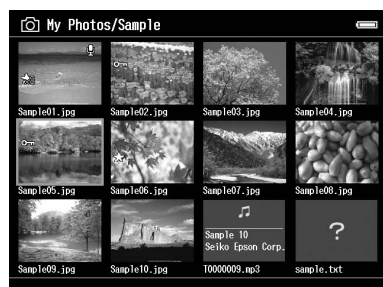 My Photos/Sample
Sample01.jpg
Sample02.jpg
Sample03.jpg
Sample04.jpg
Sample05.jpg
Sample06.jpg
Sample07.jpg
Sample08.jpg
Sample 10
Seiko Epson Corp.
?
Sample09.jpg
Sample10.jpg
T0000009.mp3
sample.txt